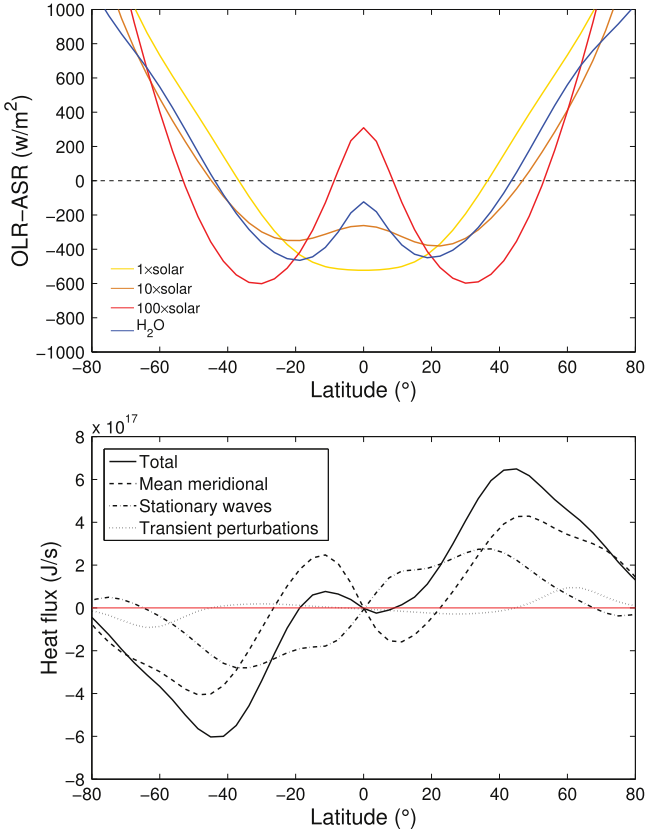 1000
800
600
400
200
0
−200
−400
−600
−800
−1000
OLR−ASR (w/m²)
1×solar
10×solar
100×solar
H₂O
−80 −60 −40 −20 0 20 40 60 80
Latitude (°)
x 10¹⁷
8
6
4
2
0
−2
−4
−6
−8
Heat flux (J/s)
Total
Mean meridional
Stationary waves
Transient perturbations
−80 −60 −40 −20 0 20 40 60 80
Latitude (°)